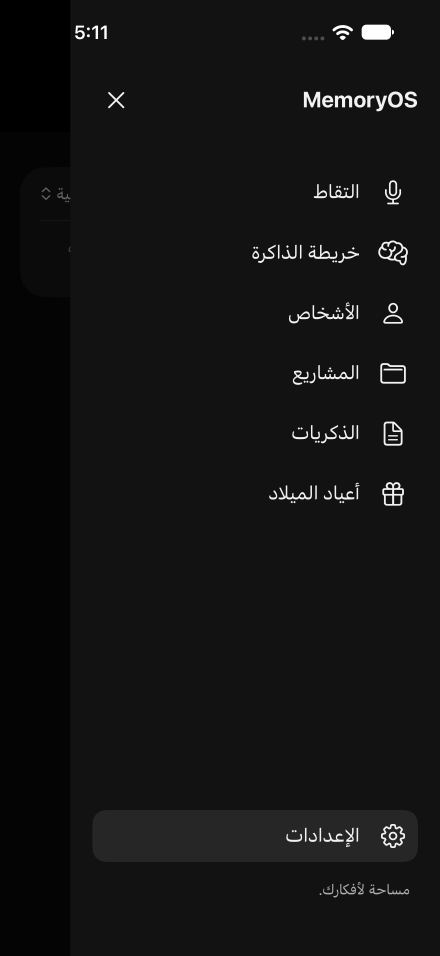 5:11
MemoryOS
التقاط
خريطة الذاكرة
الأشخاص
المشاريع
الذكريات
أعياد الميلاد
الإعدادات
مساحة لأفكارك.